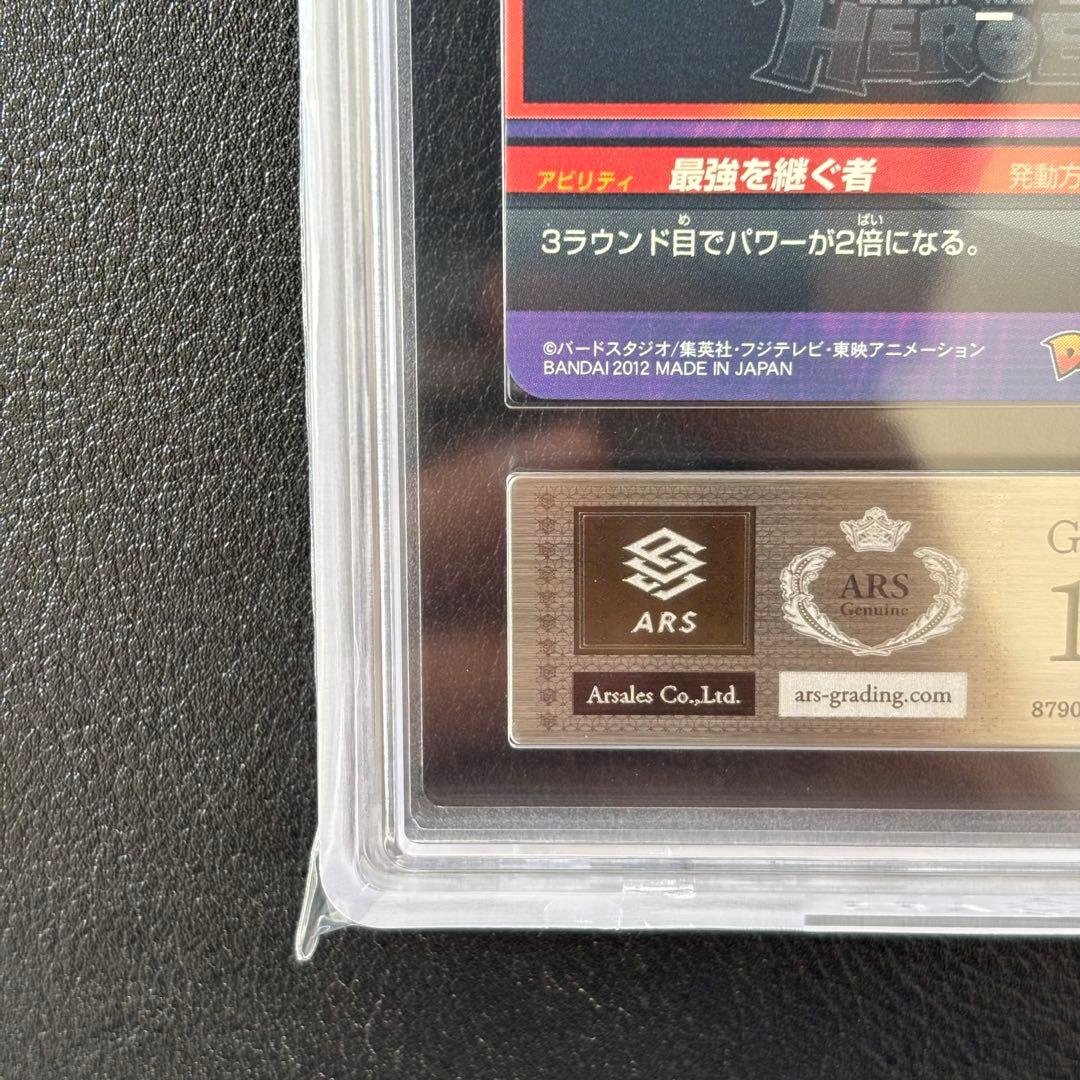 HEROE
アビリティ 最強を継ぐ者 発動方
3ラウンド目でパワーが2倍になる。
©バードスタジオ/集英社・フジテレビ・東映アニメーション
BANDAI 2012 MADE IN JAPAN
ARS
Arsales Co.,Ltd.
ARS
Genuine
ars-grading.com
G
1
8790